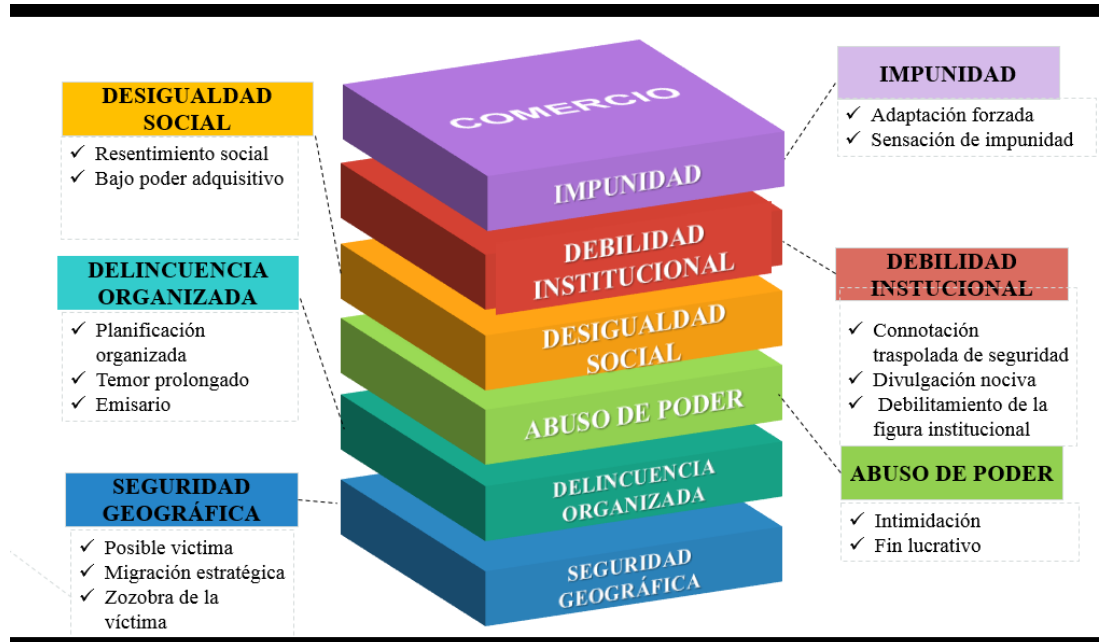 COMERCIO
IMPUNIDAD
DEBILIDAD
INSTITUCIONAL
DESIGUALDAD
SOCIAL
ABUSO DE PODER
DELINCUENCIA
ORGANIZADA
SEGURIDAD
GEOGRÁFICA
DESIGUALDAD
SOCIAL
✓ Resentimiento social
✓ Bajo poder adquisitivo
DELINCUENCIA
ORGANIZADA
✓ Planificación
organizada
✓ Temor prolongado
✓ Emisario
SEGURIDAD
GEOGRÁFICA
✓ Posible victima
✓ Migración estratégica
✓ Zozobra de la
víctima
IMPUNIDAD
✓ Adaptación forzada
✓ Sensación de impunidad
DEBILIDAD
INSTUCIONAL
✓ Connotación
traspolada de seguridad
✓ Divulgación nociva
✓ Debilitamiento de la
figura institucional
ABUSO DE PODER
✓ Intimidación
✓ Fin lucrativo